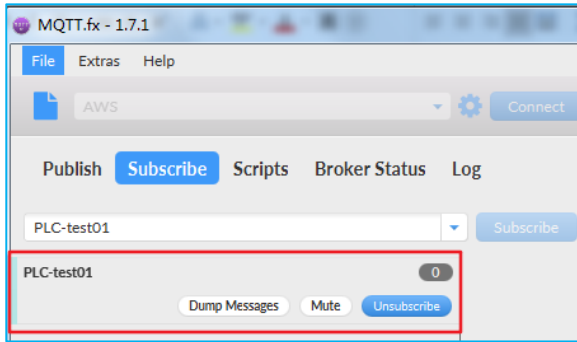 MQTT.fx - 1.7.1
File Extras Help
AWS Connect
Publish Subscribe Scripts Broker Status Log
PLC-test01 Subscribe
PLC-test01 0
Dump Messages Mute Unsubscribe